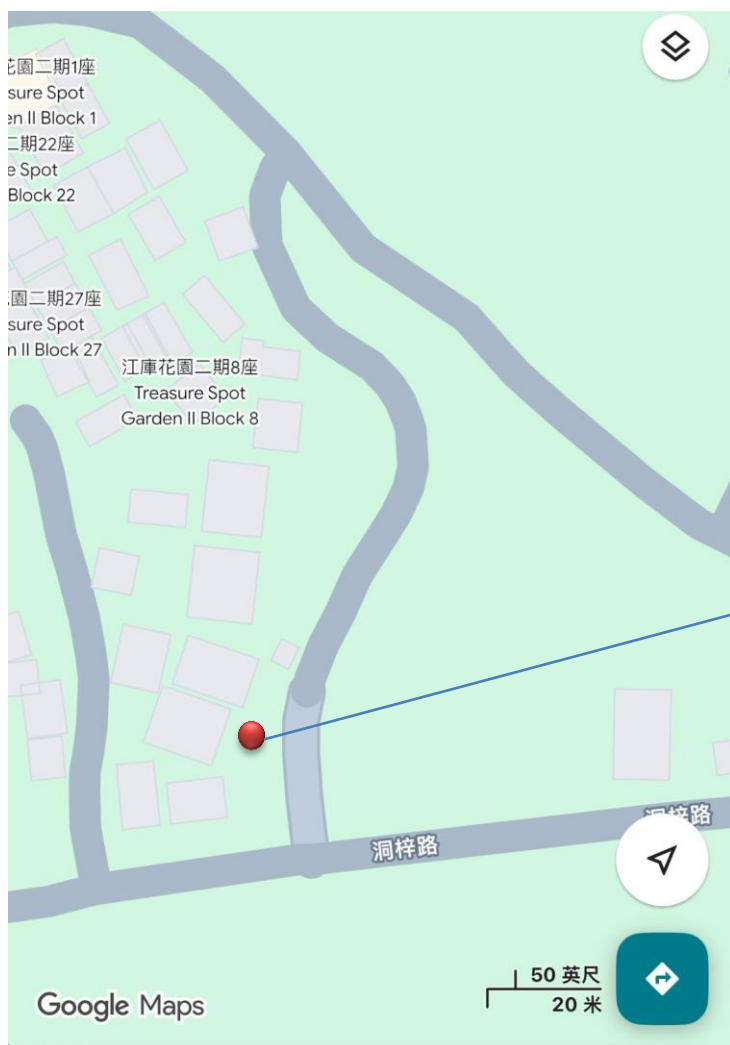 花園二期1座
sure Spot
en II Block 1
二期22座
e Spot
Block 22
園二期27座
sure Spot
n II Block 27
江庫花園二期8座
Treasure Spot
Garden II Block 8
洞梓路
洞梓路
50 英尺
20 米
Google Maps